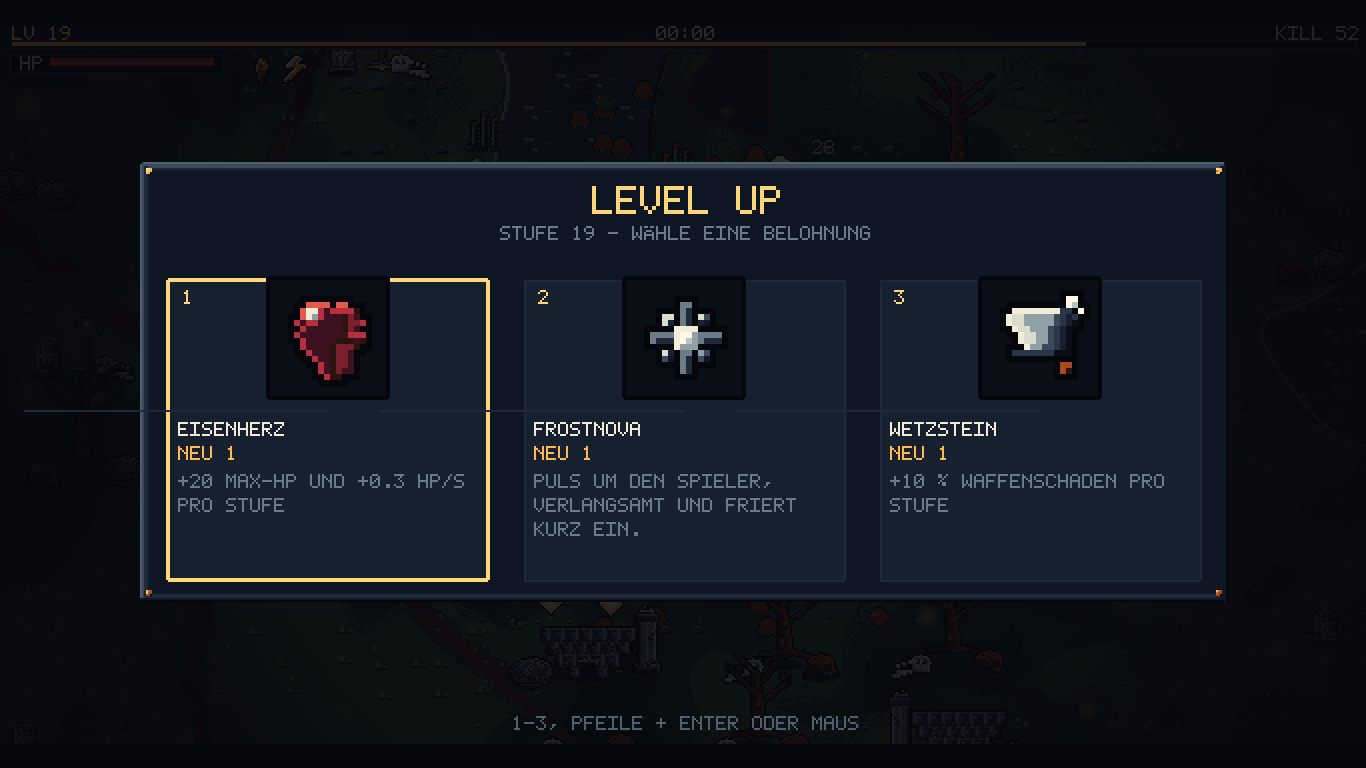 LV 19
00:00
KILL 52
HP
28
LEVEL UP
STUFE 19 – WÄHLE EINE BELOHNUNG
1
EISENHERZ
NEU 1
+20 MAX-HP UND +0.3 HP/S
PRO STUFE
2
FROSTNOVA
NEU 1
PULS UM DEN SPIELER,
VERLANGSAMT UND FRIERT
KURZ EIN.
3
WETZSTEIN
NEU 1
+10 % WAFFENSCHADEN PRO
STUFE
1–3, PFEILE + ENTER ODER MAUS